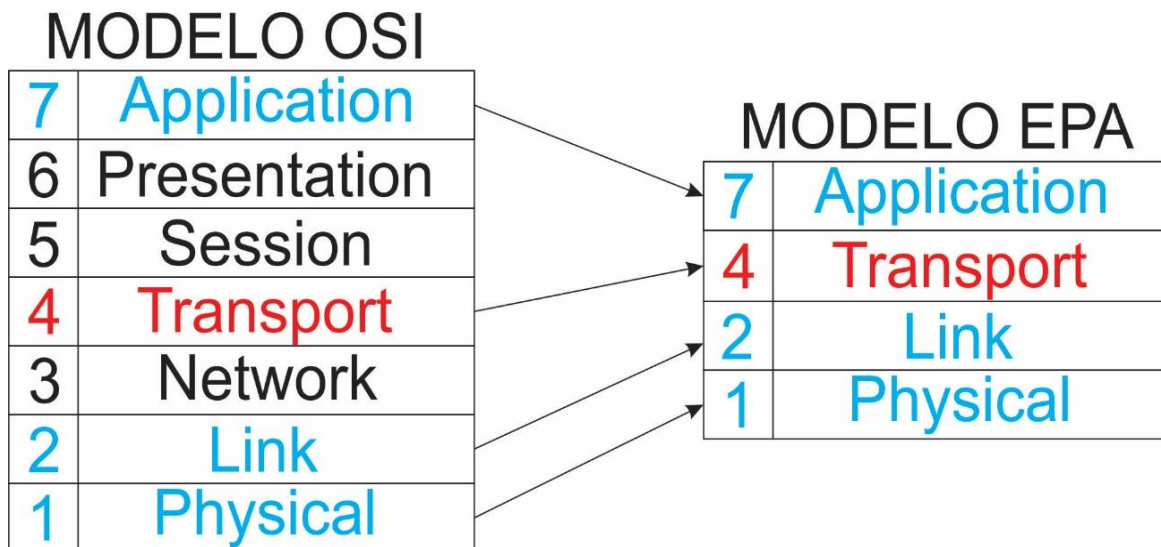 MODELO OSI
7 Application
6 Presentation
5 Session
4 Transport
3 Network
2 Link
1 Physical
MODELO EPA
7 Application
4 Transport
2 Link
1 Physical